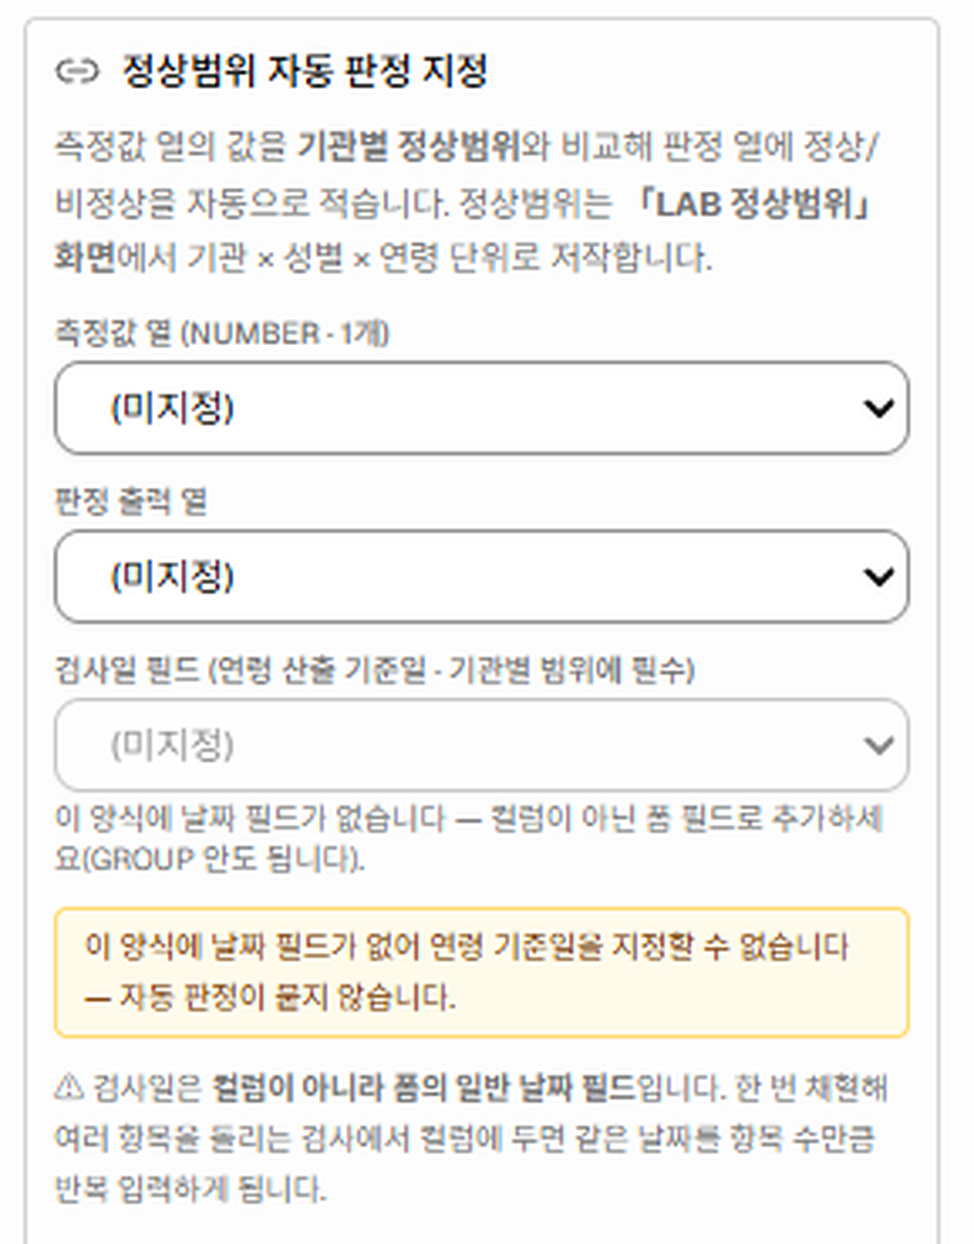 정상범위 자동 판정 지정
측정값 열의 값을 기관별 정상범위와 비교해 판정 열에 정상/
비정상을 자동으로 적습니다. 정상범위는 「LAB 정상범위」
화면에서 기관 × 성별 × 연령 단위로 저작합니다.
측정값 열 (NUMBER · 1개)
(미지정)
판정 출력 열
(미지정)
검사일 필드 (연령 산출 기준일 · 기관별 범위에 필수)
(미지정)
이 양식에 날짜 필드가 없습니다 — 컬럼이 아닌 폼 필드로 추가하세
요(GROUP 안도 됩니다).
이 양식에 날짜 필드가 없어 연령 기준일을 지정할 수 없습니다
— 자동 판정이 묻지 않습니다.
⚠ 검사일은 컬럼이 아니라 폼의 일반 날짜 필드입니다. 한 번 채혈해
여러 항목을 돌리는 검사에서 컬럼에 두면 같은 날짜를 항목 수만큼
반복 입력하게 됩니다.